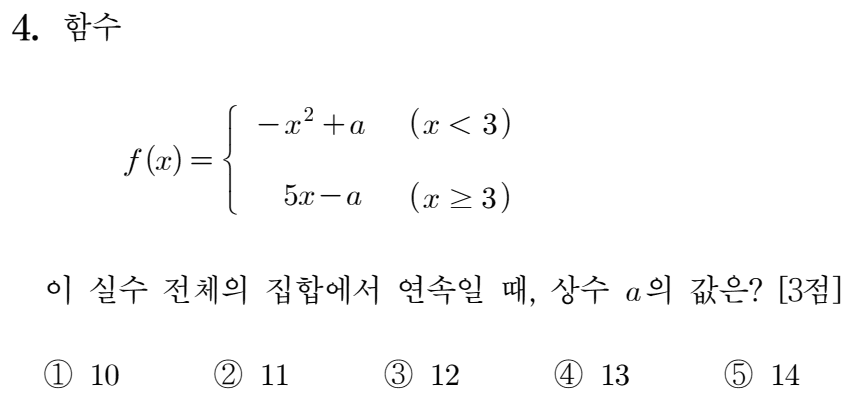 4. 함수
f(x) = { -x² + a (x < 3)
5x - a (x ≥ 3)
이 실수 전체의 집합에서 연속일 때, 상수 a의 값은? [3점]
① 10 ② 11 ③ 12 ④ 13 ⑤ 14